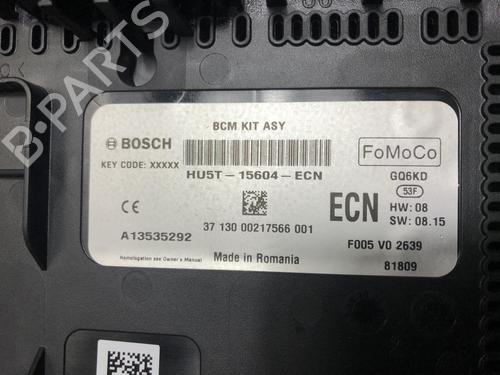 B-PARTS
BCM KIT ASY
BOSCH
KEY CODE: XXXXX
HU5T-15604-ECN
FoMoCo
GQ6KD
53F
HW: 08
SW: 08.15
ECN
CE
37 130 00217566 001
A13535292
F005 V0 2639
Made in Romania
Homologation see Owner's Manual
81809